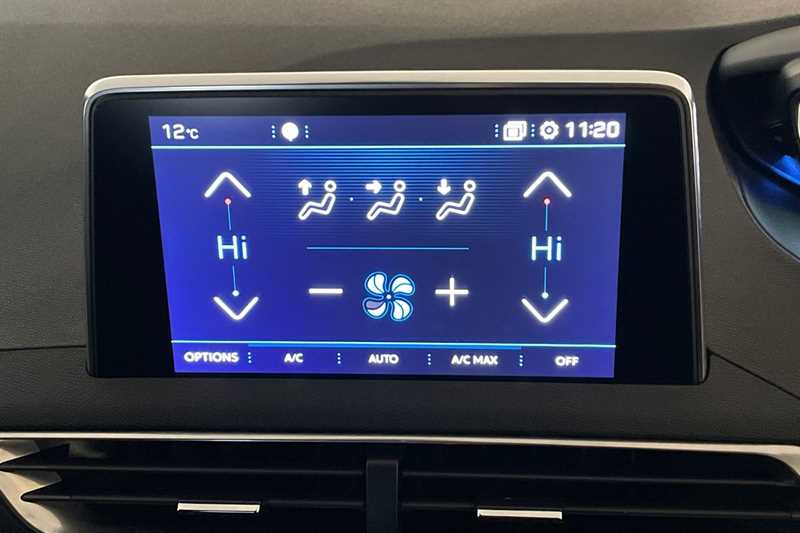 12°C 11:20
Hi Hi
OPTIONS A/C AUTO A/C MAX OFF